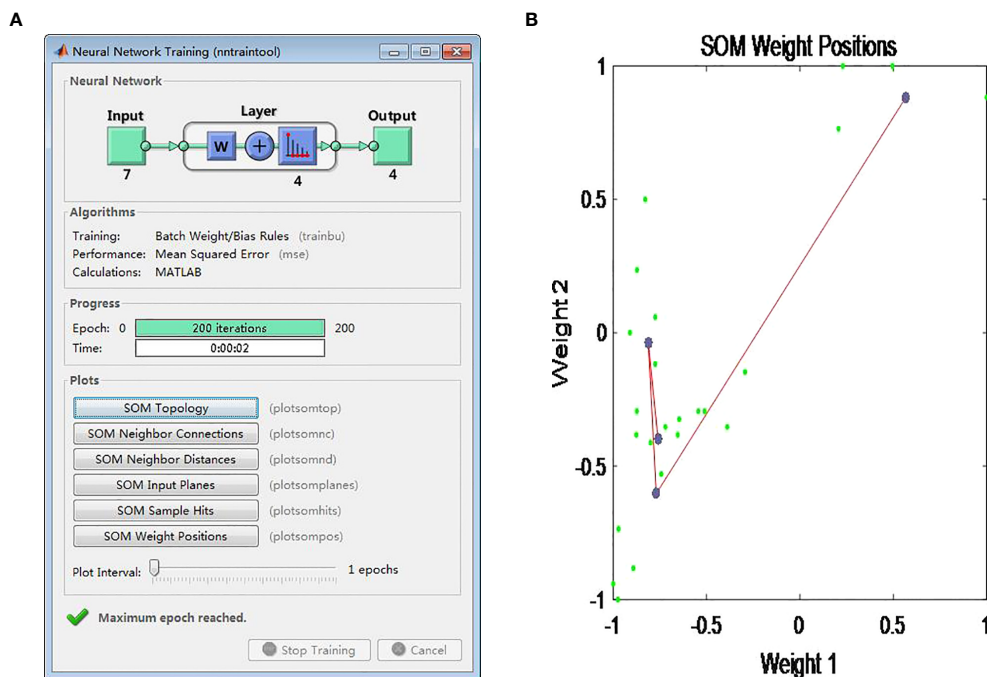 A
Neural Network Training (nntraintool)
Neural Network
Input
Layer
Output
W
+
7
4
4
Algorithms
Training: Batch Weight/Bias Rules (trainbu)
Performance: Mean Squared Error (mse)
Calculations: MATLAB
Progress
Epoch: 0 200 iterations 200
Time: 0:00:02
Plots
SOM Topology (plotsomtop)
SOM Neighbor Connections (plotsomnc)
SOM Neighbor Distances (plotsomnd)
SOM Input Planes (plotsomplanes)
SOM Sample Hits (plotsomhits)
SOM Weight Positions (plotsompos)
Plot Interval: 1 epochs
Maximum epoch reached.
Stop Training Cancel
B
SOM Weight Positions
1
0.5
0
-0.5
-1
Weight 2
-1 -0.5 0 0.5 1
Weight 1